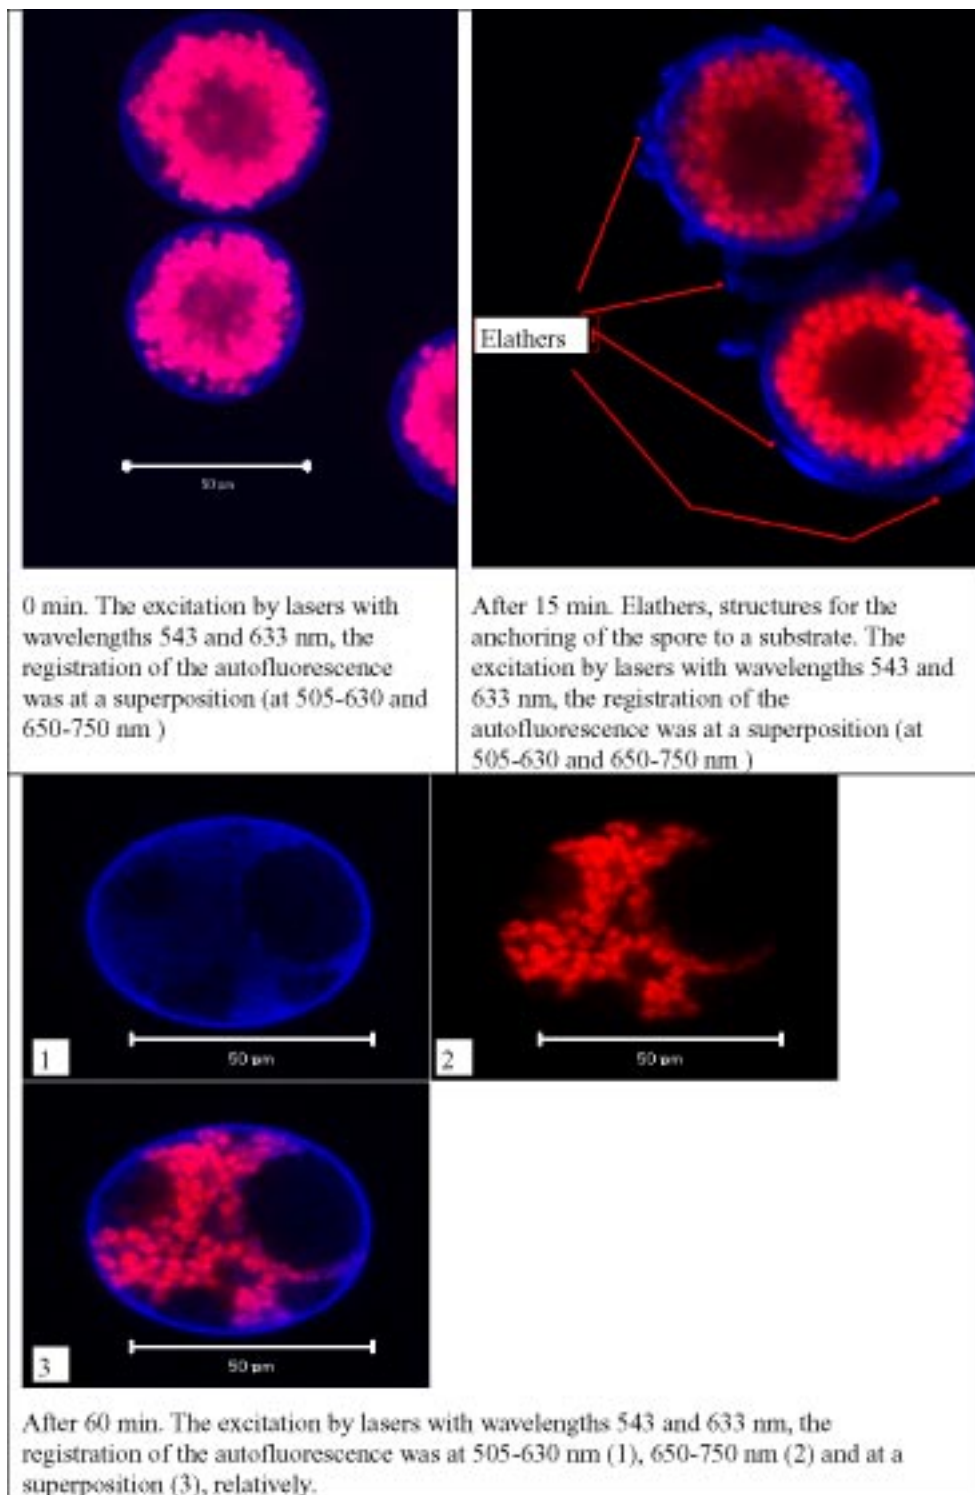 50 µm
Elathers
0 min. The excitation by lasers with
wavelengths 543 and 633 nm, the
registration of the autofluorescence
was at a superposition (at 505-630 and
650-750 nm )
After 15 min. Elathers, structures for the
anchoring of the spore to a substrate. The
excitation by lasers with wavelengths 543 and
633 nm, the registration of the
autofluorescence was at a superposition (at
505-630 and 650-750 nm )
1
50 µm
2
50 µm
3
50 µm
After 60 min. The excitation by lasers with wavelengths 543 and 633 nm, the
registration of the autofluorescence was at 505-630 nm (1), 650-750 nm (2) and at a
superposition (3), relatively.